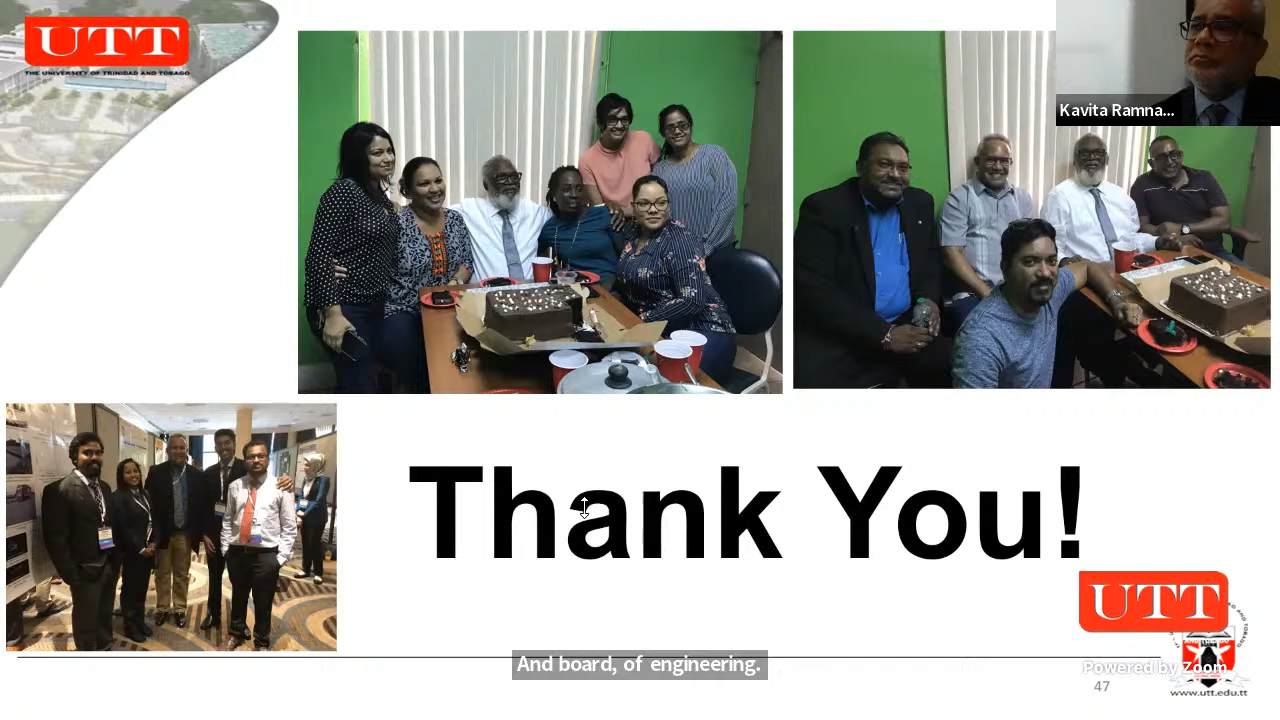 UTT
THE UNIVERSITY OF TRINIDAD AND TOBAGO
Kavita Ramna...
Thank You!
UTT
And board, of engineering.
Powered by Zoom
47
www.utt.edu.tt